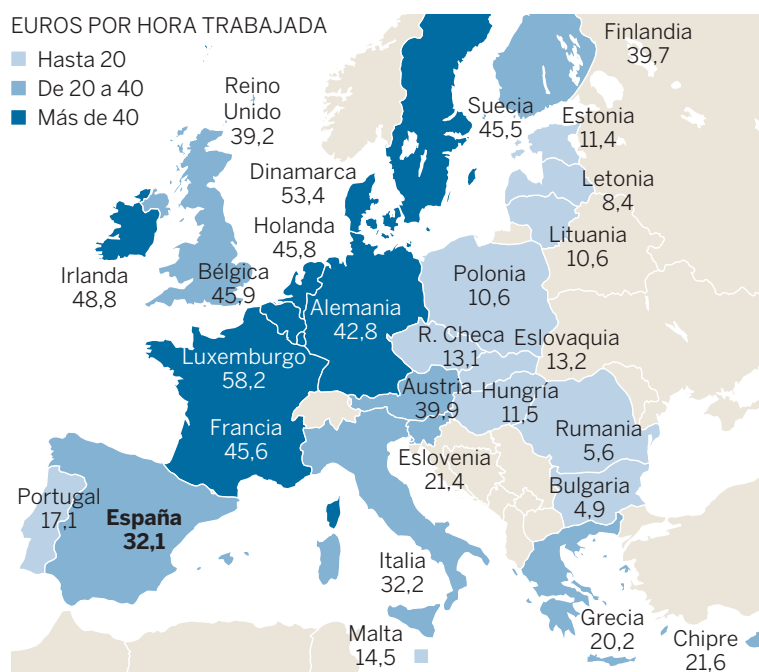 EUROS POR HORA TRABAJADA
Hasta 20
De 20 a 40
Más de 40
Finlandia
39,7
Reino
Unido
39,2
Suecia
45,5
Estonia
11,4
Dinamarca
53,4
Letonia
8,4
Holanda
45,8
Lituania
10,6
Irlanda
48,8
Bélgica
45,9
Polonia
10,6
Alemania
42,8
R. Checa
13,1
Eslovaquia
13,2
Luxemburgo
58,2
Austria
39,9
Hungría
11,5
Francia
45,6
Rumania
5,6
Eslovenia
21,4
Bulgaria
4,9
Portugal
17,1
España
32,1
Italia
32,2
Grecia
20,2
Malta
14,5
Chipre
21,6